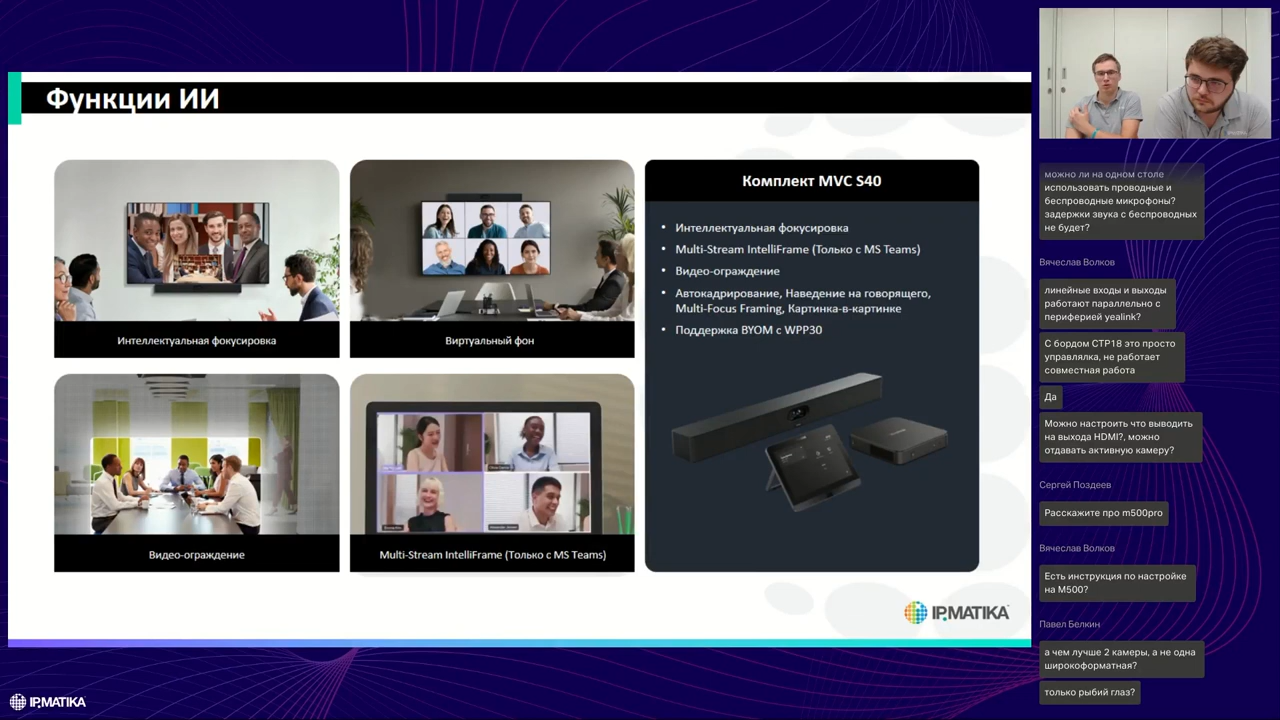 Функции ИИ
Интеллектуальная фокусировка
Виртуальный фон
Видео-ограждение
Multi-Stream IntelliFrame (Только с MS Teams)
Комплект MVC S40
• Интеллектуальная фокусировка
• Multi-Stream IntelliFrame (Только с MS Teams)
• Видео-ограждение
• Автокадрирование, Наведение на говорящего,
Multi-Focus Framing, Картинка-в-картинке
• Поддержка BYOM с WPP30
IPMATIKA
IPMATIKA
можно ли на одном столе
использовать проводные и
беспроводные микрофоны?
задержки звука с беспроводных
не будет?
Вячеслав Волков
линейные входы и выходы
работают параллельно с
периферией yealink?
С бордом CTP18 это просто
управлялка, не работает
совместная работа
Да
Можно настроить что выводить
на выхода HDMI?, можно
отдавать активную камеру?
Сергей Поздеев
Расскажите про m500pro
Вячеслав Волков
Есть инструкция по настройке
на M500?
Павел Белкин
а чем лучше 2 камеры, а не одна
широкоформатная?
только рыбий глаз?